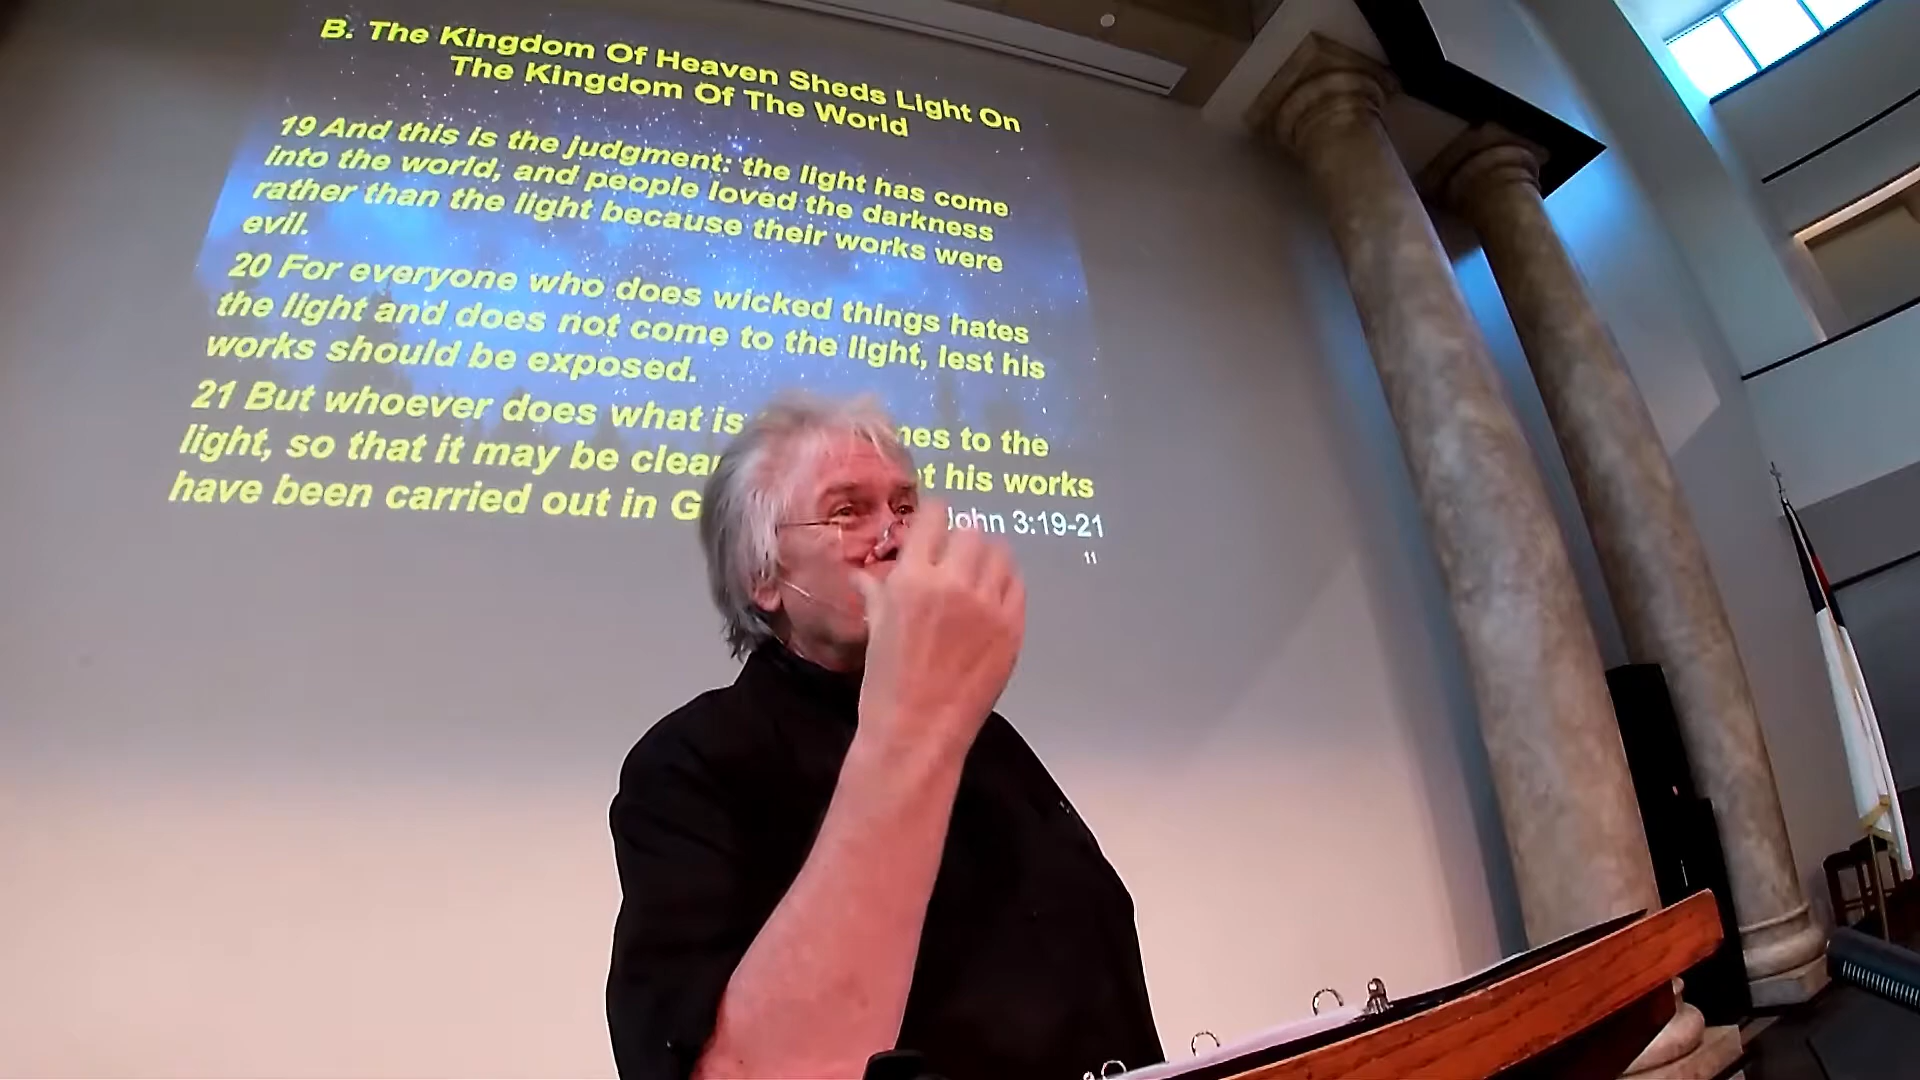 B. The Kingdom Of Heaven Sheds Light On
The Kingdom Of The World
19 And this is the judgment: the light has come
into the world, and people loved the darkness
rather than the light because their works were
evil.
20 For everyone who does wicked things hates
the light and does not come to the light, lest his
works should be exposed.
21 But whoever does what is to the
light, so that it may be his works
have been carried out in
John 3:19-21
11